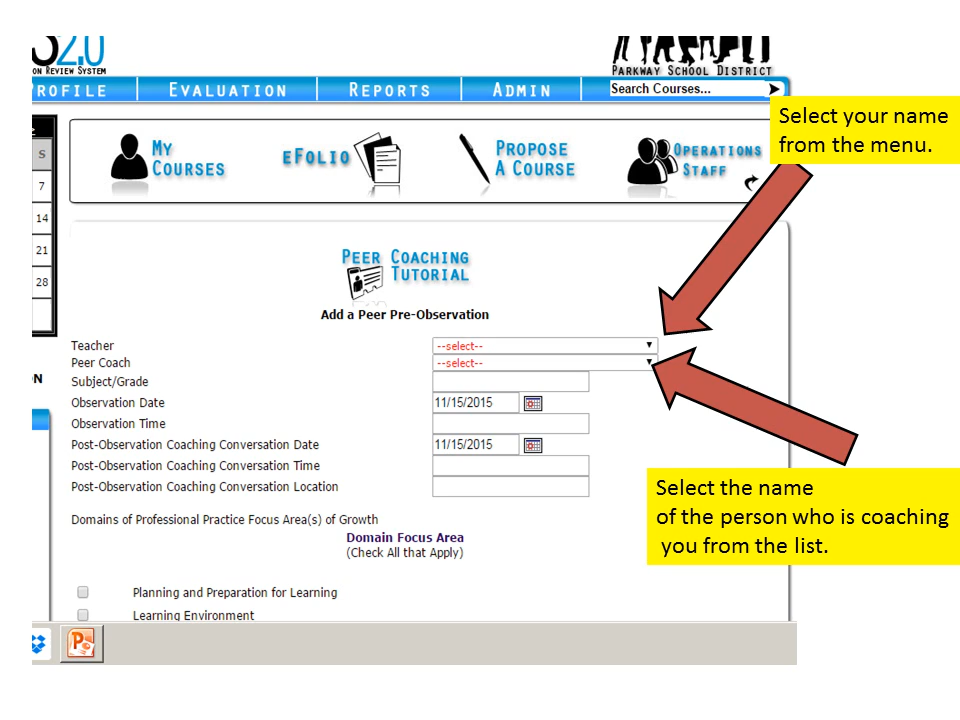 S2.0
ON REVIEW SYSTEM
PARKWAY SCHOOL DISTRICT
ROFILE
EVALUATION
REPORTS
ADMIN
Search Courses...
Select your name
from the menu.
S
7
14
21
28
MY
COURSES
EFOLIO
PROPOSE
A COURSE
OPERATIONS
STAFF
PEER COACHING
TUTORIAL
Add a Peer Pre-Observation
Teacher --select--
Peer Coach --select--
Subject/Grade
Observation Date 11/15/2015
Observation Time
Post-Observation Coaching Conversation Date 11/15/2015
Post-Observation Coaching Conversation Time
Post-Observation Coaching Conversation Location
ON
Select the name
of the person who is coaching
you from the list.
Domains of Professional Practice Focus Area(s) of Growth
Domain Focus Area
(Check All that Apply)
Planning and Preparation for Learning
Learning Environment
P